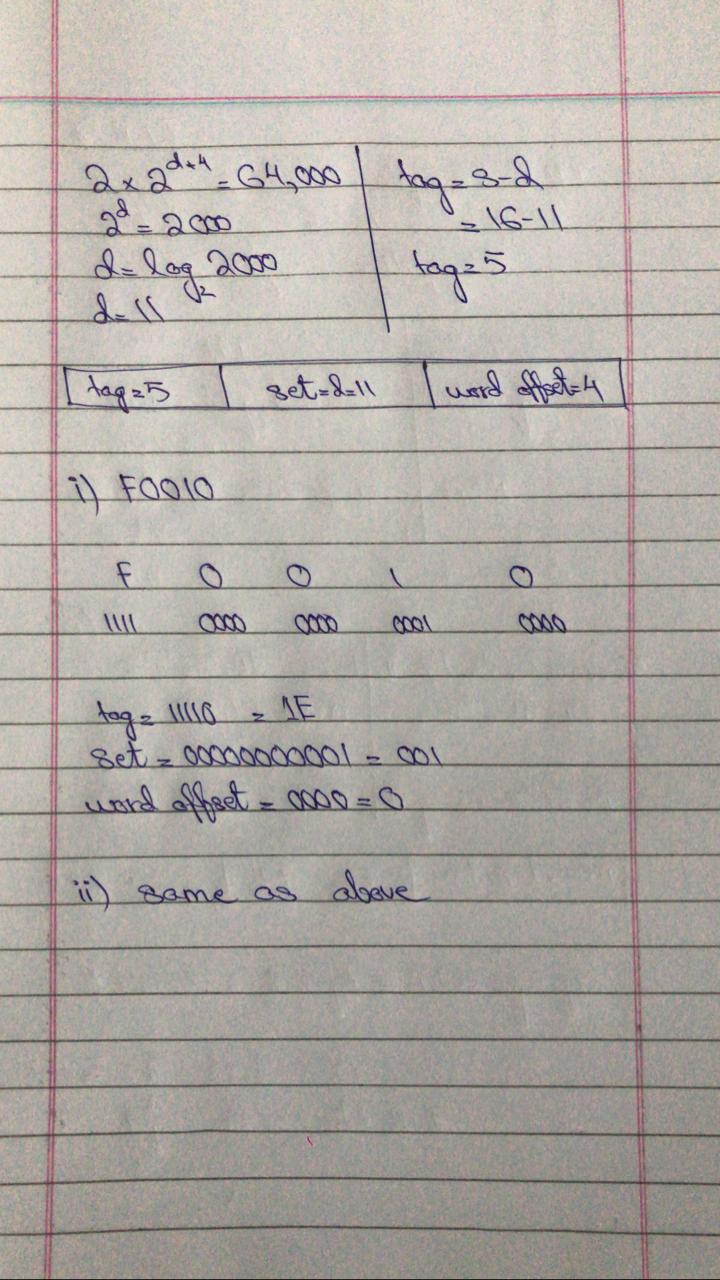 2 × 2^{d+4} = 64,000
2^d = 2000
d = log₂ 2000
d = 11
tag = s-d
= 16-11
tag = 5
tag = 5 set = d = 11 word offset = 4
i) F0010
F 0 0 1 0
1111 0000 0000 0001 0000
tag = 11110 = 1E
set = 00000000001 = 001
word offset = 0000 = 0
ii) same as above